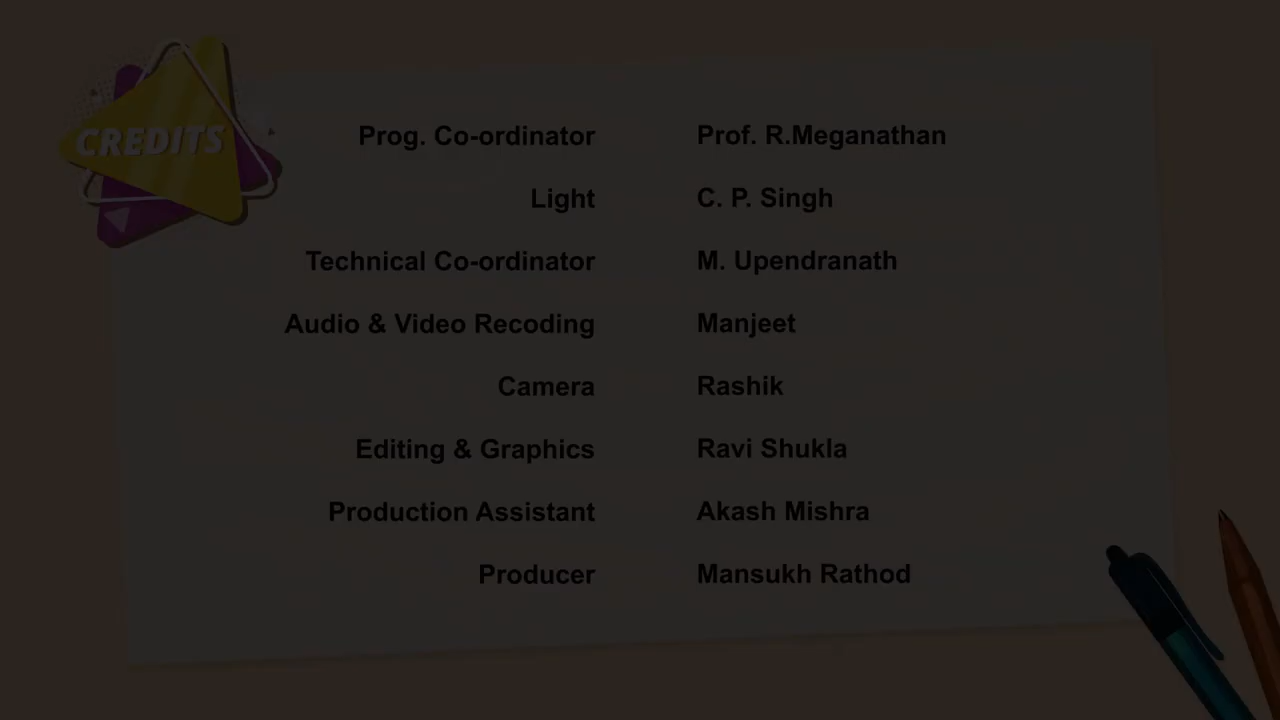 CREDITS
Prog. Co-ordinator Prof. R.Meganathan
Light C. P. Singh
Technical Co-ordinator M. Upendranath
Audio & Video Recoding Manjeet
Camera Rashik
Editing & Graphics Ravi Shukla
Production Assistant Akash Mishra
Producer Mansukh Rathod